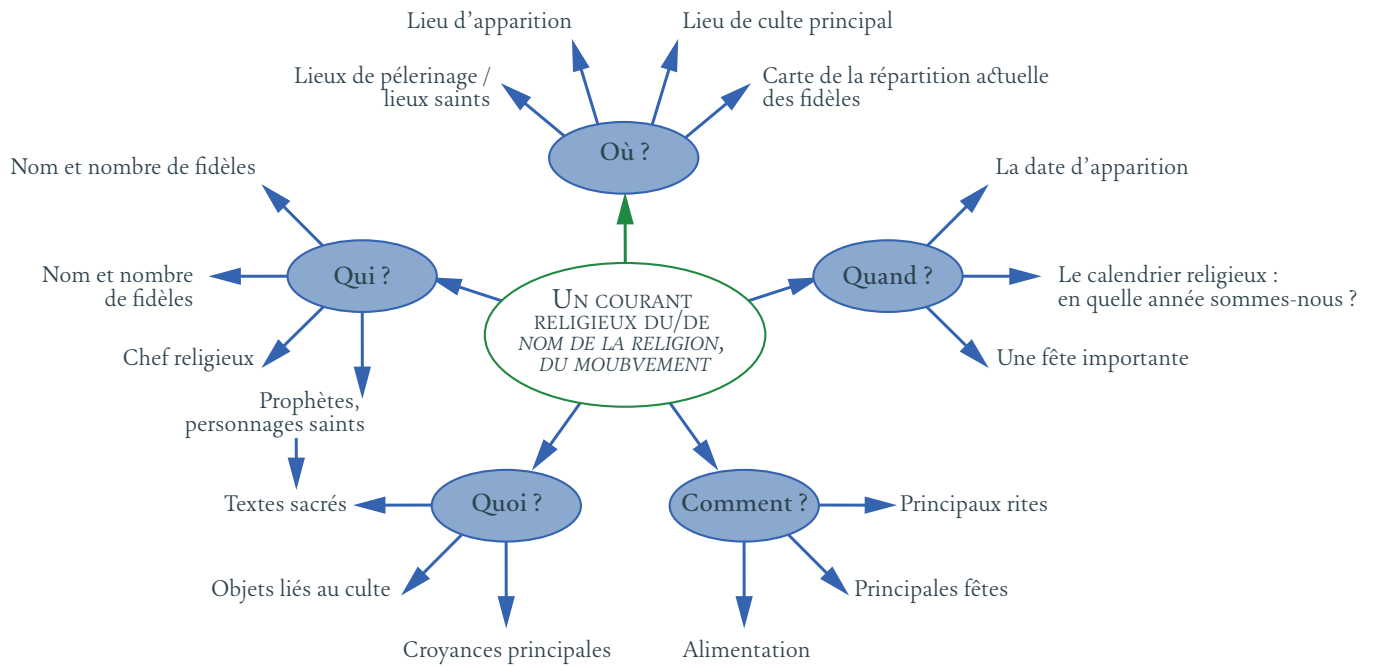 Lieu d’apparition
Lieu de culte principal
Lieux de pélerinage /
lieux saints
Carte de la répartition actuelle
des fidèles
Où ?
Nom et nombre de fidèles
La date d’apparition
Nom et nombre
de fidèles
Qui ?
Quand ?
Le calendrier religieux :
en quelle année sommes-nous ?
Un courant
religieux du/de
nom de la religion,
du moubvement
Chef religieux
Une fête importante
Prophètes,
personnages saints
Textes sacrés
Quoi ?
Comment ?
Principaux rites
Objets liés au culte
Principales fêtes
Croyances principales
Alimentation